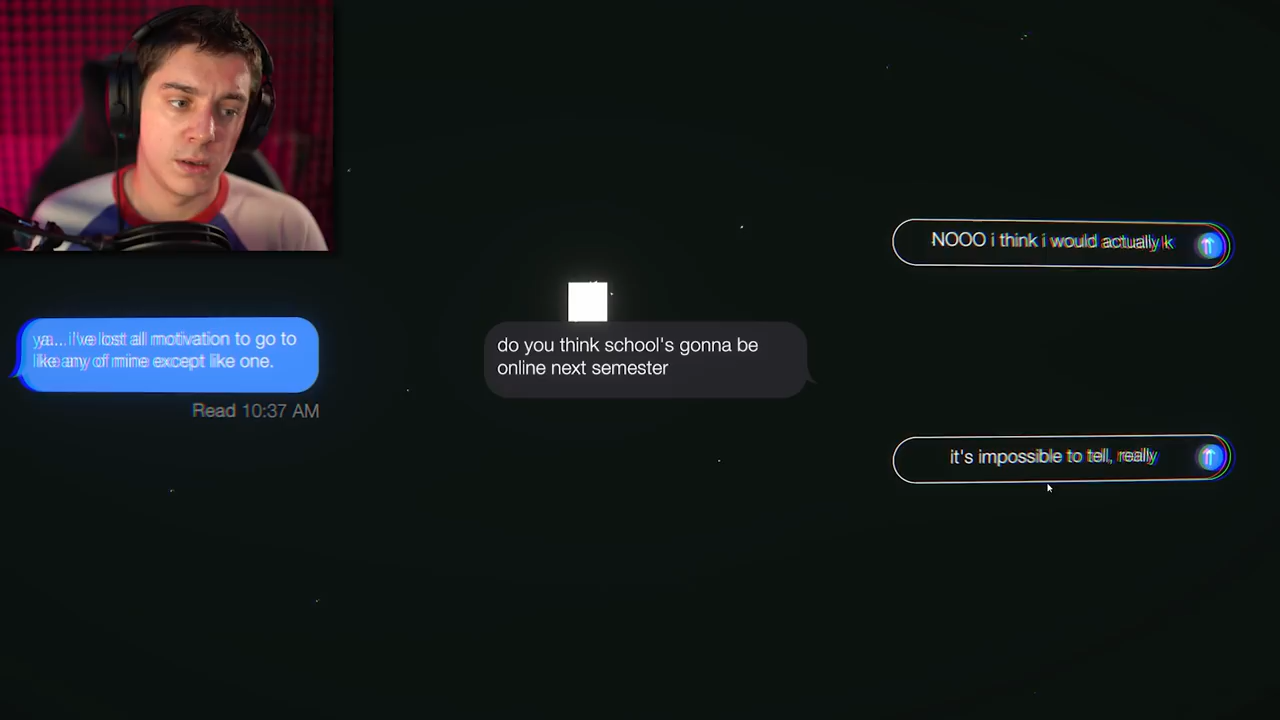 ya... i've lost all motivation to go to
like any of mine except like one.
Read 10:37 AM
do you think school's gonna be
online next semester
NOOO i think i would actually k
it's impossible to tell, really